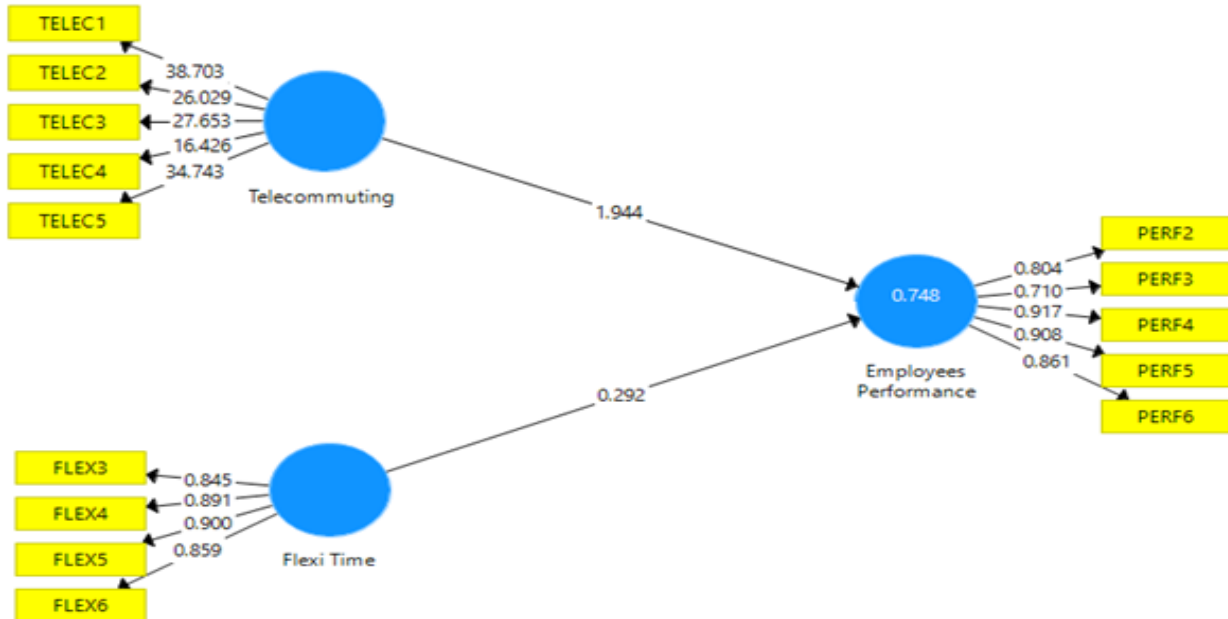 TELEC1
TELEC2
TELEC3
TELEC4
TELEC5
38.703
26.029
27.653
16.426
34.743
Telecommuting
1.944
0.748
Employees
Performance
0.804
0.710
0.917
0.908
0.861
PERF2
PERF3
PERF4
PERF5
PERF6
0.292
FLEX3
FLEX4
FLEX5
FLEX6
0.845
0.891
0.900
0.859
Flexi Time